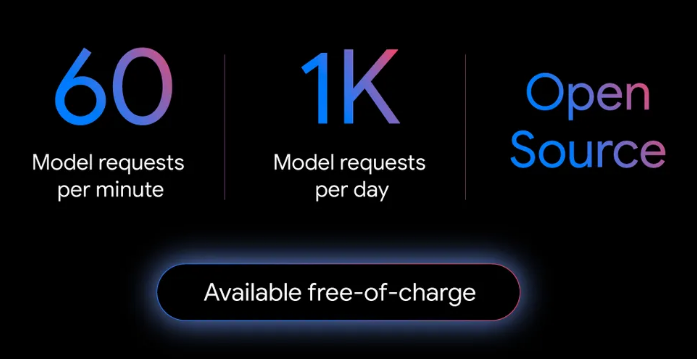 60
Model requests
per minute
1K
Model requests
per day
Open
Source
Available free-of-charge